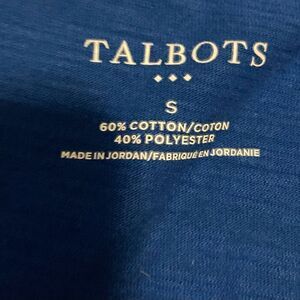 TALBOTS
S
60% COTTON/COTON
40% POLYESTER
MADE IN JORDAN/FABRIQUÉ EN JORDANIE